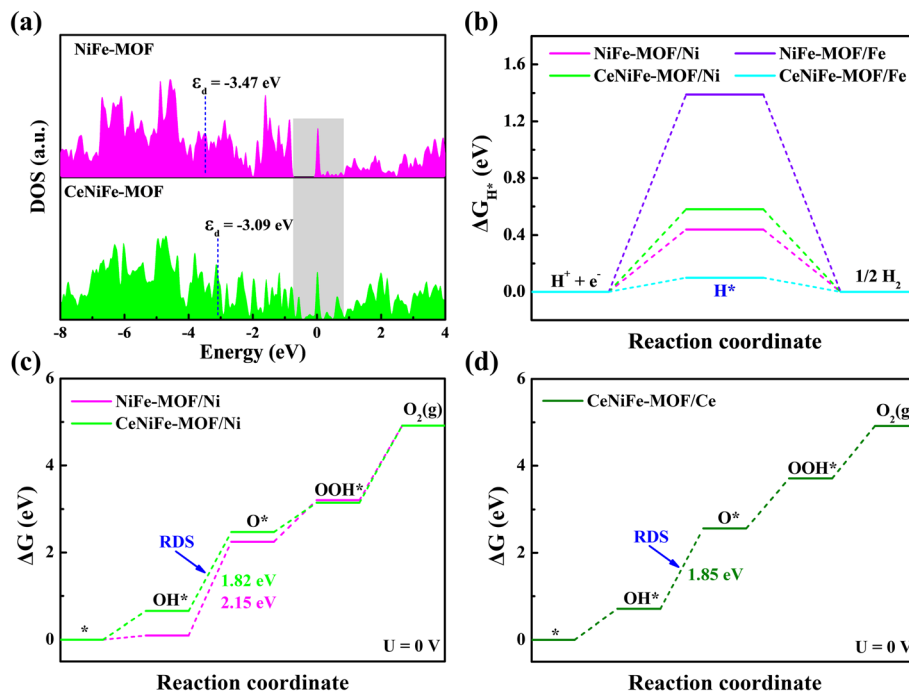 (a)
NiFe-MOF
ε_d = -3.47 eV
CeNiFe-MOF
ε_d = -3.09 eV
DOS (a.u.)
-8 -6 -4 -2 0 2 4
Energy (eV)
(b)
NiFe-MOF/Ni NiFe-MOF/Fe
CeNiFe-MOF/Ni CeNiFe-MOF/Fe
1.6
1.2
0.8
0.4
0.0
ΔG_H* (eV)
H⁺ + e⁻
H*
1/2 H₂
Reaction coordinate
(c)
NiFe-MOF/Ni
CeNiFe-MOF/Ni
O₂(g)
OOH*
O*
RDS
1.82 eV
2.15 eV
OH*
*
U = 0 V
6
4
2
0
ΔG (eV)
Reaction coordinate
(d)
CeNiFe-MOF/Ce
O₂(g)
OOH*
O*
RDS
1.85 eV
OH*
*
U = 0 V
6
4
2
0
ΔG (eV)
Reaction coordinate